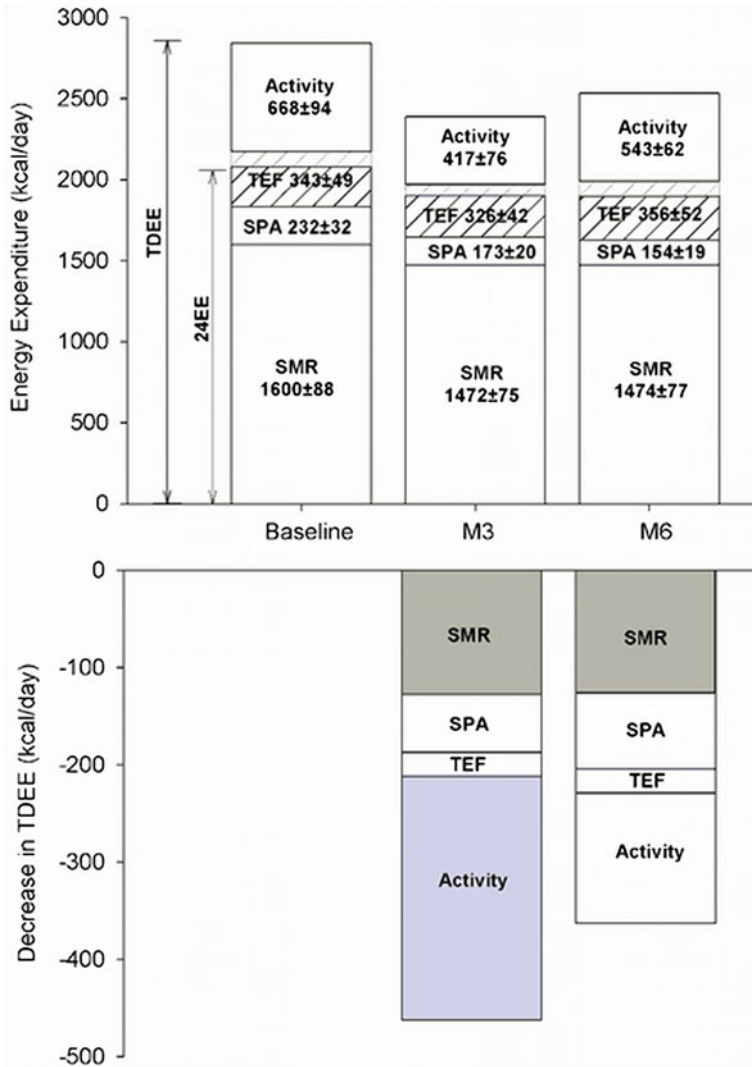 Energy Expenditure (kcal/day)
3000
2500
2000
1500
1000
500
0
TDEE
24EE
Activity
668±94
TEF 343±49
SPA 232±32
SMR
1600±88
Activity
417±76
TEF 326±42
SPA 173±20
SMR
1472±75
Activity
543±62
TEF 356±52
SPA 154±19
SMR
1474±77
Baseline
M3
M6
Decrease in TDEE (kcal/day)
0
-100
-200
-300
-400
-500
SMR
SPA
TEF
Activity
SMR
SPA
TEF
Activity